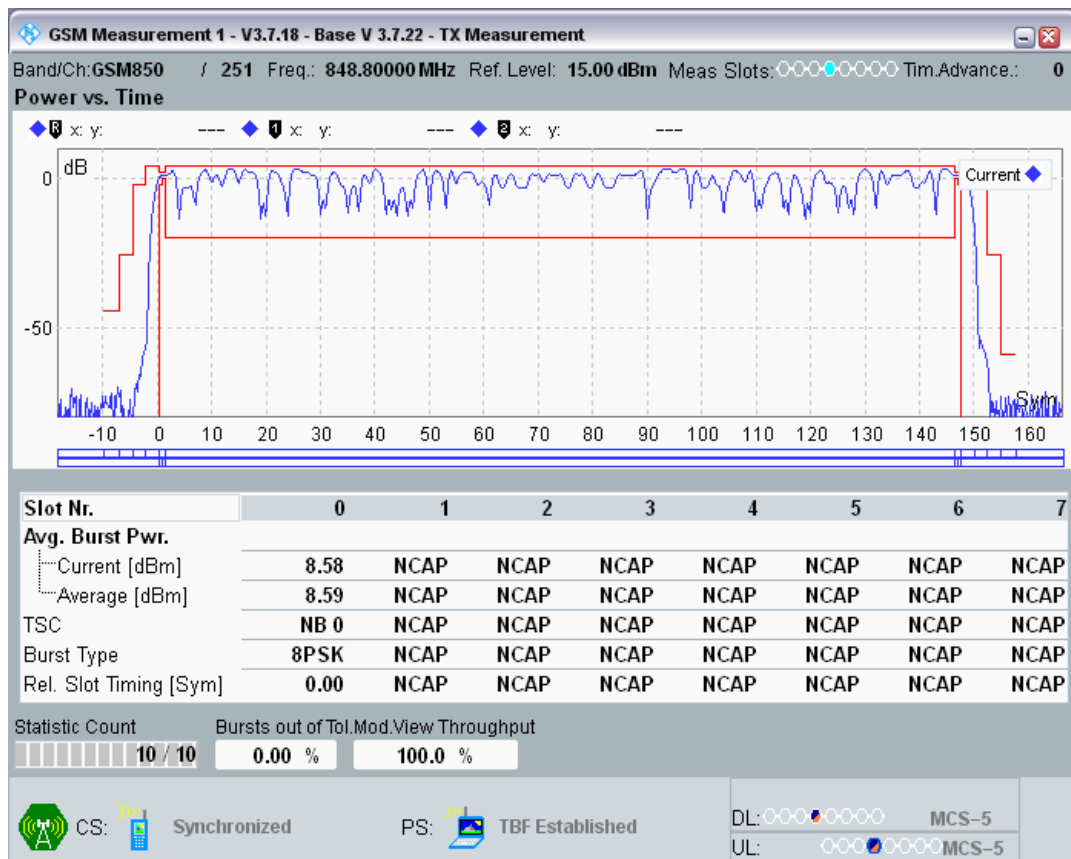 GSM Measurement 1 - V3.7.18 - Base V 3.7.22 - TX Measurement
Band/Ch:GSM850 / 251 Freq.: 848.80000 MHz Ref. Level: 15.00 dBm Meas Slots: Tim.Advance.: 0
Power vs. Time
R x: y: --- 1 x: y: --- 2 x: y: ---
dB
0
Current
-50
Sym
-10 0 10 20 30 40 50 60 70 80 90 100 110 120 130 140 150 160
Slot Nr. 0 1 2 3 4 5 6 7
Avg. Burst Pwr.
Current [dBm] 8.58 NCAP NCAP NCAP NCAP NCAP NCAP NCAP
Average [dBm] 8.59 NCAP NCAP NCAP NCAP NCAP NCAP NCAP
TSC NB 0 NCAP NCAP NCAP NCAP NCAP NCAP NCAP
Burst Type 8PSK NCAP NCAP NCAP NCAP NCAP NCAP NCAP
Rel. Slot Timing [Sym] 0.00 NCAP NCAP NCAP NCAP NCAP NCAP NCAP
Statistic Count Bursts out of Tol.Mod.View Throughput
10 / 10 0.00 % 100.0 %
CS: Synchronized PS: TBF Established DL: MCS-5
UL: MCS-5